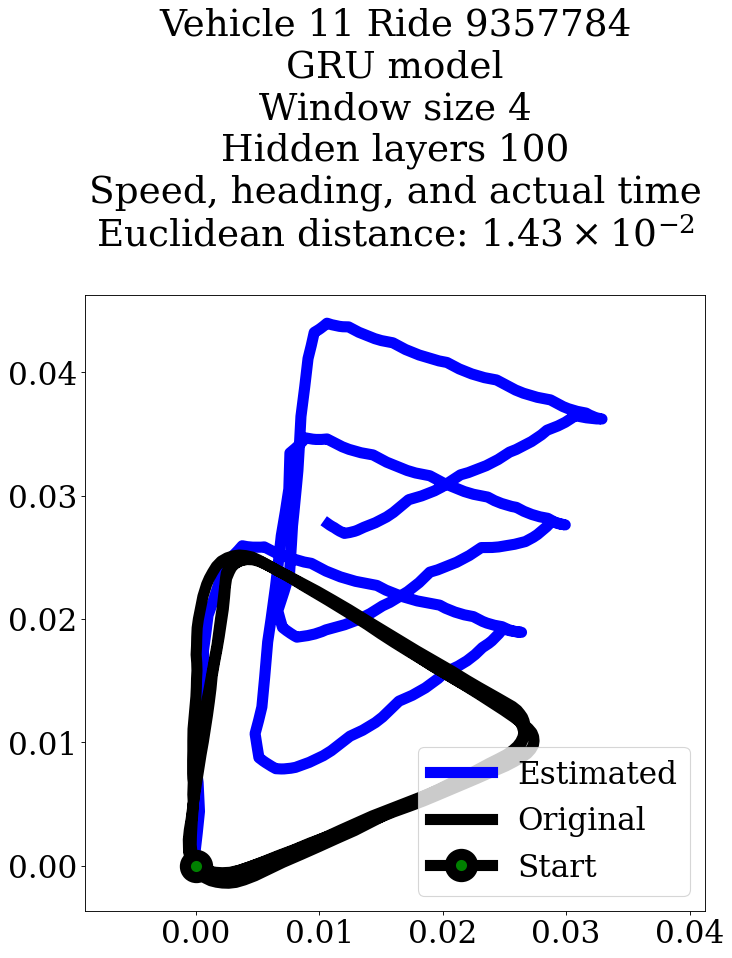 Vehicle 11 Ride 9357784
GRU model
Window size 4
Hidden layers 100
Speed, heading, and actual time
Euclidean distance: 1.43 × 10⁻²
0.04
0.03
0.02
0.01
0.00
Estimated
Original
Start
0.00 0.01 0.02 0.03 0.04